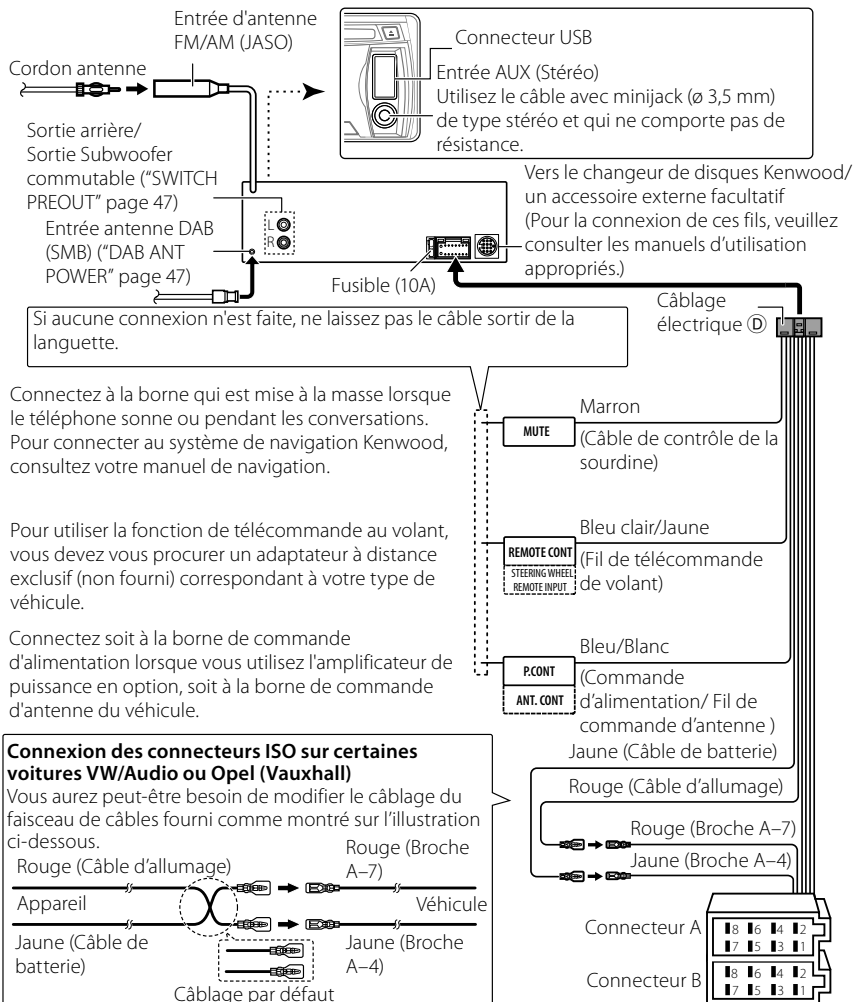 Entrée d'antenne
FM/AM (JASO)
Cordon antenne
Connecteur USB
Entrée AUX (Stéréo)
Utilisez le câble avec minijack (ø 3,5 mm)
de type stéréo et qui ne comporte pas de
résistance.
Sortie arrière/
Sortie Subwoofer
commutable (“SWITCH
PREOUT” page 47)
Entrée antenne DAB
(SMB) (“DAB ANT
POWER” page 47)
L
R
Vers le changeur de disques Kenwood/
un accessoire externe facultatif
(Pour la connexion de ces fils, veuillez
consulter les manuels d’utilisation
appropriés.)
Fusible (10A)
Câblage
électrique Ⓓ
Si aucune connexion n'est faite, ne laissez pas le câble sortir de la
languette.
Connectez à la borne qui est mise à la masse lorsque
le téléphone sonne ou pendant les conversations.
Pour connecter au système de navigation Kenwood,
consultez votre manuel de navigation.
MUTE
Marron
(Câble de contrôle de la
sourdine)
Pour utiliser la fonction de télécommande au volant,
vous devez vous procurer un adaptateur à distance
exclusif (non fourni) correspondant à votre type de
véhicule.
REMOTE CONT
STEERING WHEEL
REMOTE INPUT
Bleu clair/Jaune
(Fil de télécommande
de volant)
Connectez soit à la borne de commande
d'alimentation lorsque vous utilisez l'amplificateur de
puissance en option, soit à la borne de commande
d'antenne du véhicule.
P.CONT
ANT. CONT
Bleu/Blanc
(Commande
d’alimentation/ Fil de
commande d’antenne )
Jaune (Câble de batterie)
Rouge (Câble d’allumage)
Rouge (Broche A–7)
Jaune (Broche A–4)
Connexion des connecteurs ISO sur certaines
voitures VW/Audio ou Opel (Vauxhall)
Vous aurez peut-être besoin de modifier le câblage du
faisceau de câbles fourni comme montré sur l’illustration
ci-dessous.
Rouge (Câble d’allumage)
Rouge (Broche
A–7)
Appareil
Véhicule
Jaune (Câble de
batterie)
Jaune (Broche
A–4)
Câblage par défaut
Connecteur A
8 6 4 2
7 5 3 1
Connecteur B
8 6 4 2
7 5 3 1